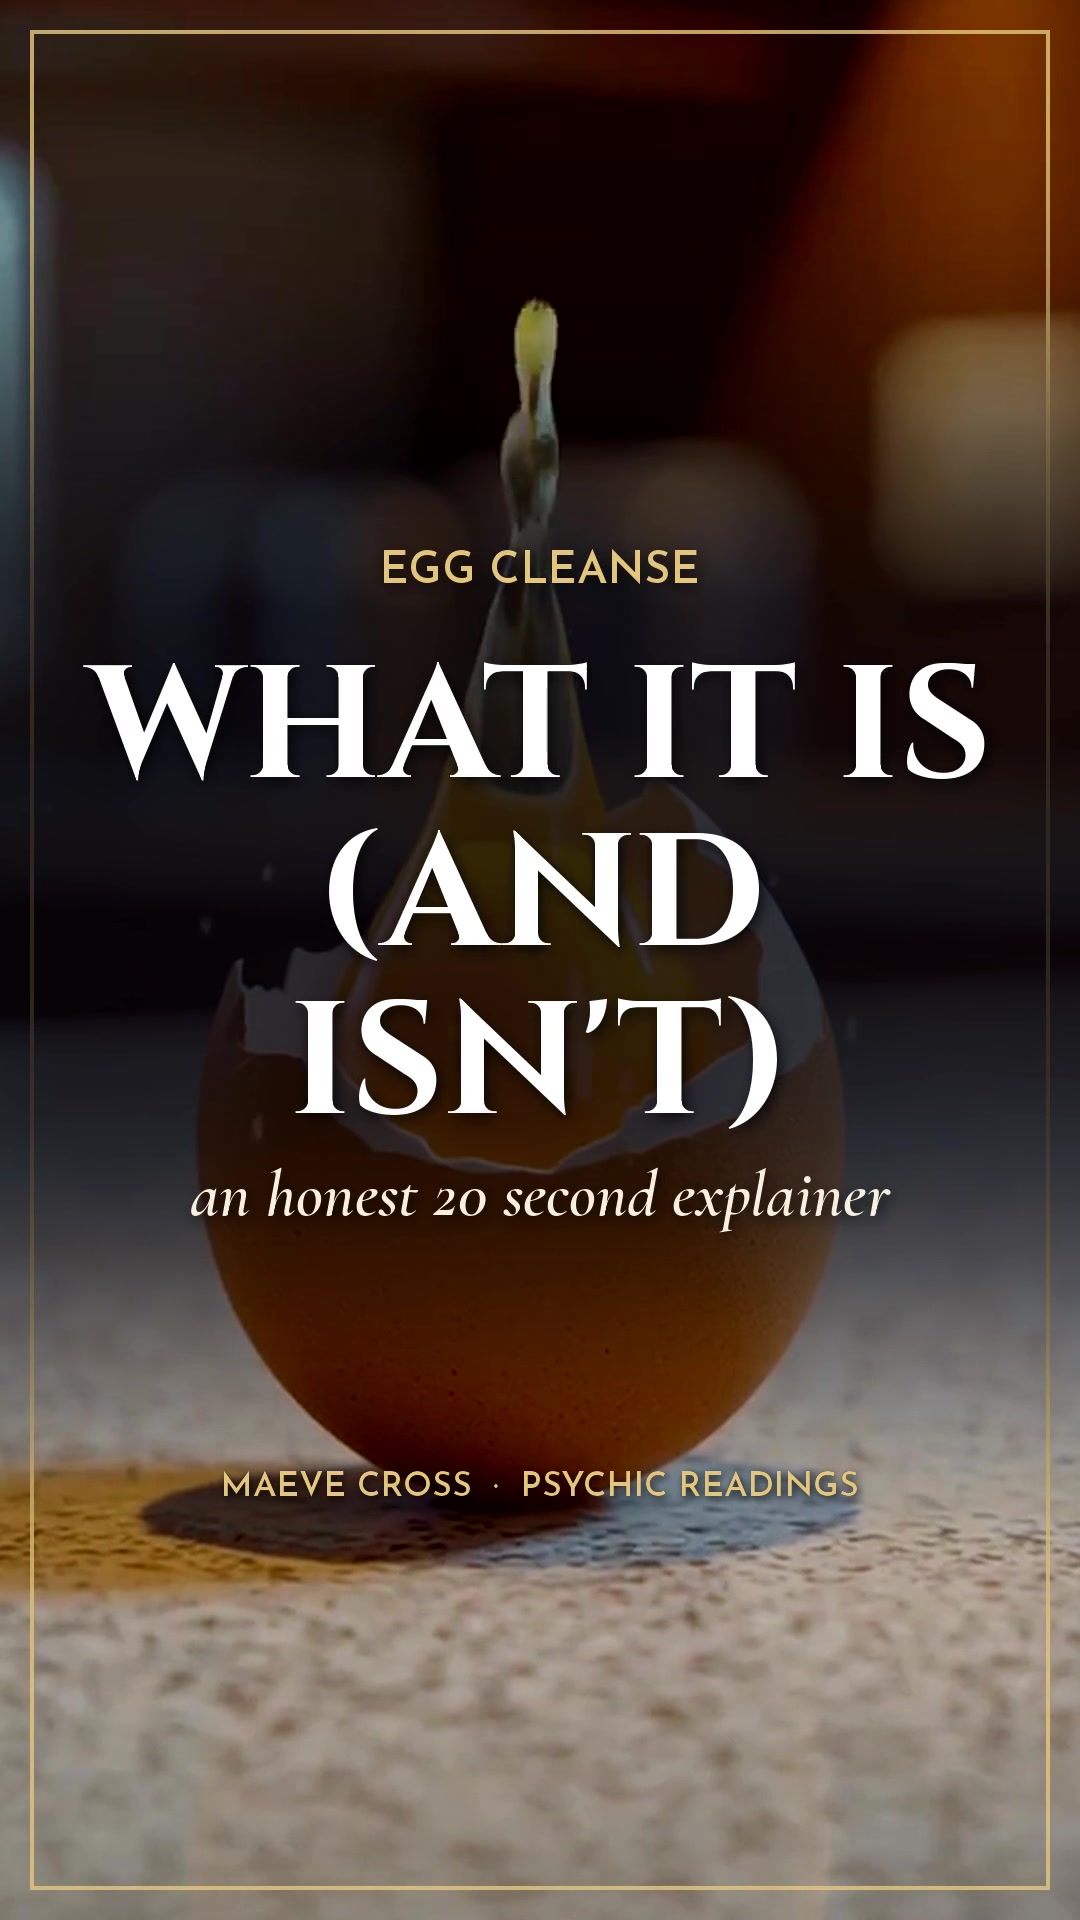 EGG CLEANSE
WHAT IT IS
(AND
ISN'T)
an honest 20 second explainer
MAEVE CROSS · PSYCHIC READINGS